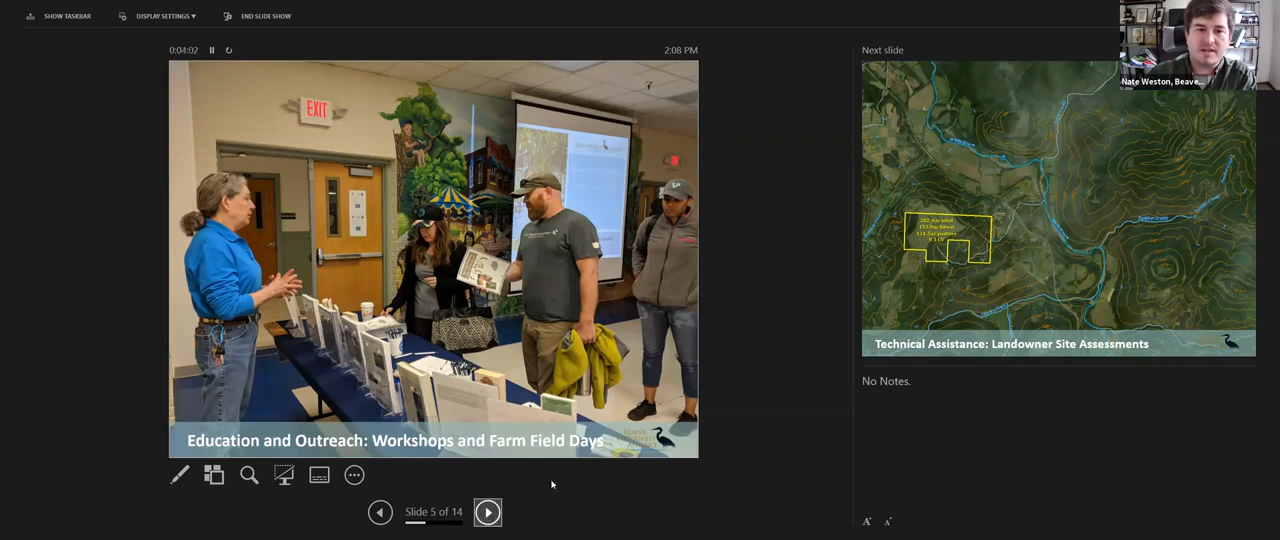 SHOW TASKBAR
DISPLAY SETTINGS ▼
END SLIDE SHOW
0:04:02
2:08 PM
Next slide
Nate Weston, Beave...
EXIT
Education and Outreach: Workshops and Farm Field Days
Technical Assistance: Landowner Site Assessments
No Notes.
Slide 5 of 14
A
A